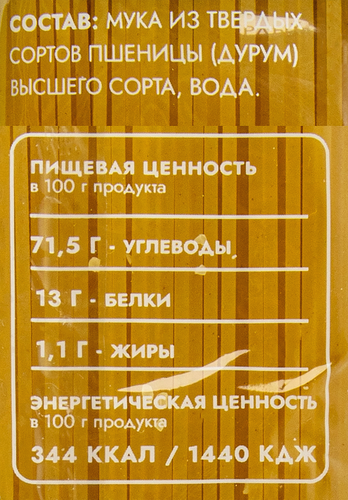 СОСТАВ: МУКА ИЗ ТВЕРДЫХ
СОРТОВ ПШЕНИЦЫ (ДУРУМ)
ВЫСШЕГО СОРТА, ВОДА.
ПИЩЕВАЯ ЦЕННОСТЬ
в 100 г продукта
71,5 Г - УГЛЕВОДЫ
13 Г - БЕЛКИ
1,1 Г - ЖИРЫ
ЭНЕРГЕТИЧЕСКАЯ ЦЕННОСТЬ
в 100 г продукта
344 ККАЛ / 1440 КДЖ